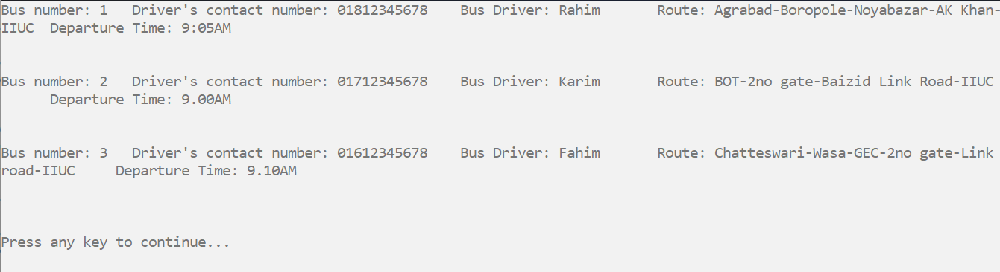 Bus number: 1   Driver's contact number: 01812345678    Bus Driver: Rahim       Route: Agrabad-Boropole-Noyabazar-AK Khan-
IIUC  Departure Time: 9:05AM
Bus number: 2   Driver's contact number: 01712345678    Bus Driver: Karim       Route: BOT-2no gate-Baizid Link Road-IIUC
      Departure Time: 9.00AM
Bus number: 3   Driver's contact number: 01612345678    Bus Driver: Fahim       Route: Chatteswari-Wasa-GEC-2no gate-Link
road-IIUC     Departure Time: 9.10AM
Press any key to continue...